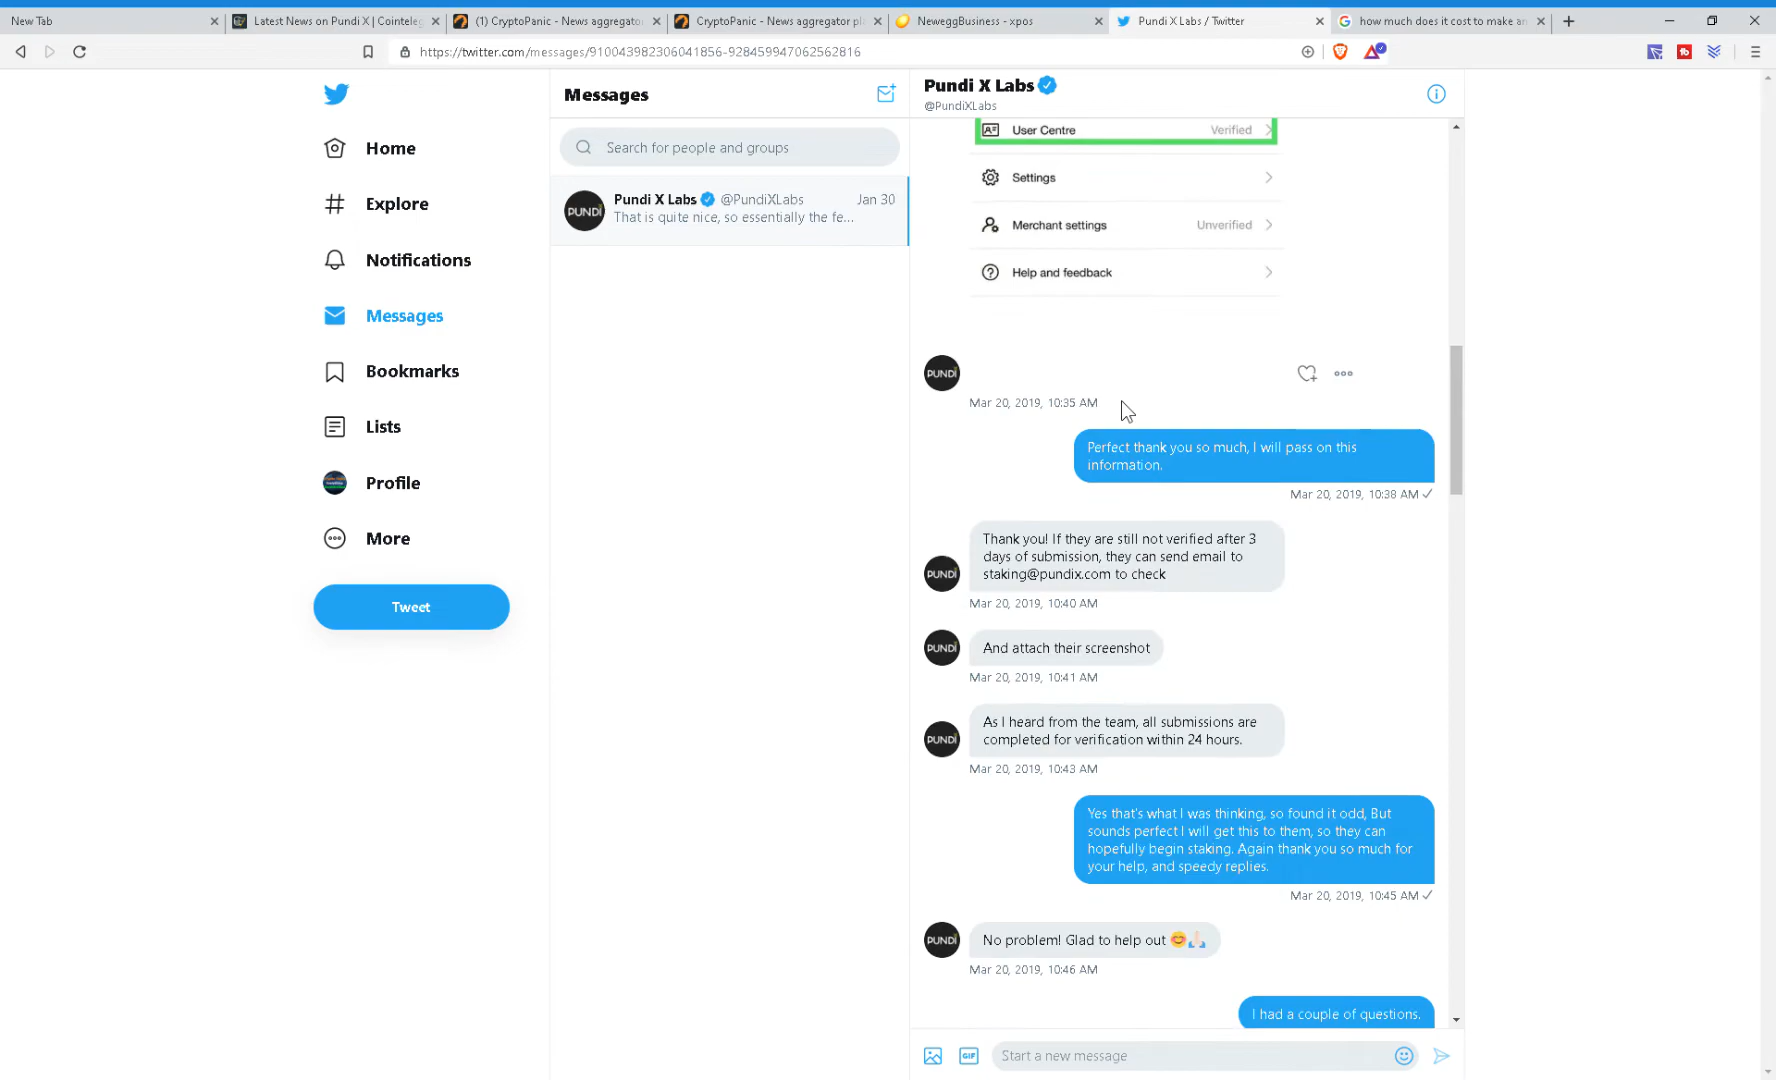 New Tab
Latest News on Pundi X | Cointeleg
(1) CryptoPanic - News aggregato
CryptoPanic - News aggregator pla
NeweggBusiness - xpos
Pundi X Labs / Twitter
how much does it cost to make an
https://twitter.com/messages/910043982306041856-928459947062562816
Home
Explore
Notifications
Messages
Bookmarks
Lists
Profile
More
Tweet
Messages
Search for people and groups
PUNDI
Pundi X Labs @PundiXLabs Jan 30
That is quite nice, so essentially the fe...
Pundi X Labs
@PundiXLabs
User Centre Verified
Settings
Merchant settings Unverified
Help and feedback
PUNDI
Mar 20, 2019, 10:35 AM
Perfect thank you so much, I will pass on this
information.
Mar 20, 2019, 10:38 AM
Thank you! If they are still not verified after 3
days of submission, they can send email to
staking@pundix.com to check
PUNDI
Mar 20, 2019, 10:40 AM
PUNDI
And attach their screenshot
Mar 20, 2019, 10:41 AM
As I heard from the team, all submissions are
completed for verification within 24 hours.
PUNDI
Mar 20, 2019, 10:43 AM
Yes that's what I was thinking, so found it odd, But
sounds perfect I will get this to them, so they can
hopefully begin staking. Again thank you so much for
your help, and speedy replies.
Mar 20, 2019, 10:45 AM
PUNDI
No problem! Glad to help out 😊🙏🏻
Mar 20, 2019, 10:46 AM
I had a couple of questions.
GIF
Start a new message